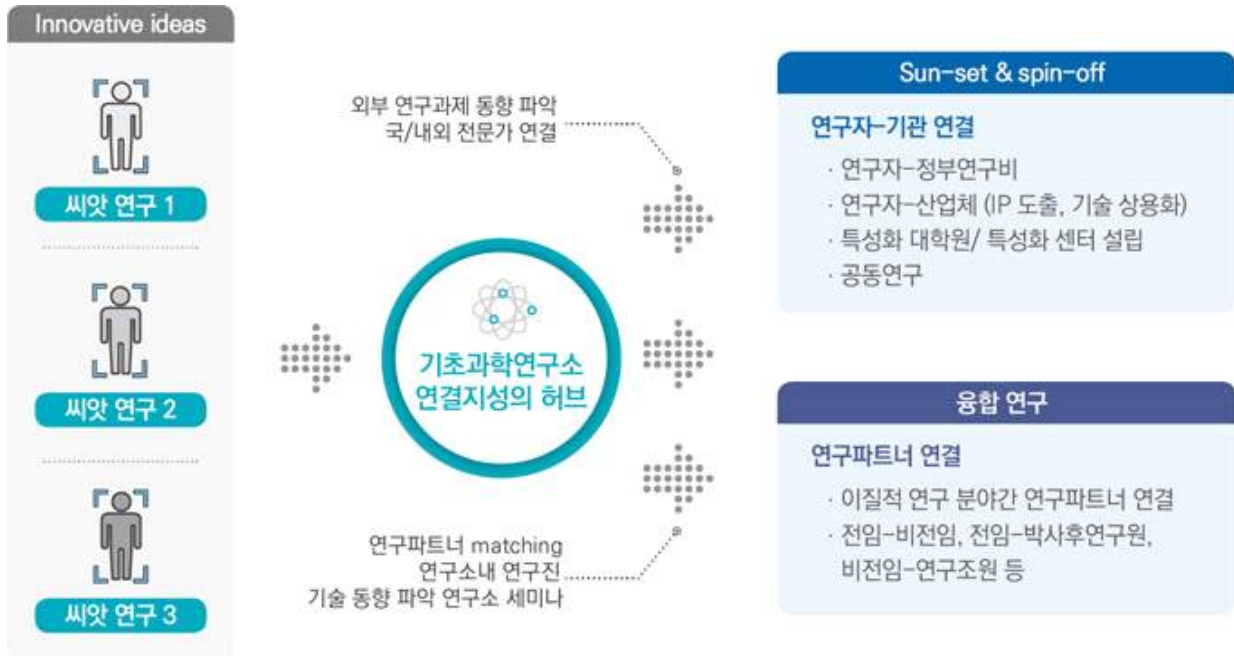 Innovative ideas
씨앗 연구 1
씨앗 연구 2
씨앗 연구 3
외부 연구과제 동향 파악
국/내외 전문가 연결
기초과학연구소
연결지성의 허브
연구파트너 matching
연구소내 연구진
기술 동향 파악 연구소 세미나
Sun-set & spin-off
연구자-기관 연결
· 연구자-정부연구비
· 연구자-산업체 (IP 도출, 기술 상용화)
· 특성화 대학원/ 특성화 센터 설립
· 공동연구
융합 연구
연구파트너 연결
· 이질적 연구 분야간 연구파트너 연결
· 전임-비전임, 전임-박사후연구원,
비전임-연구조원 등